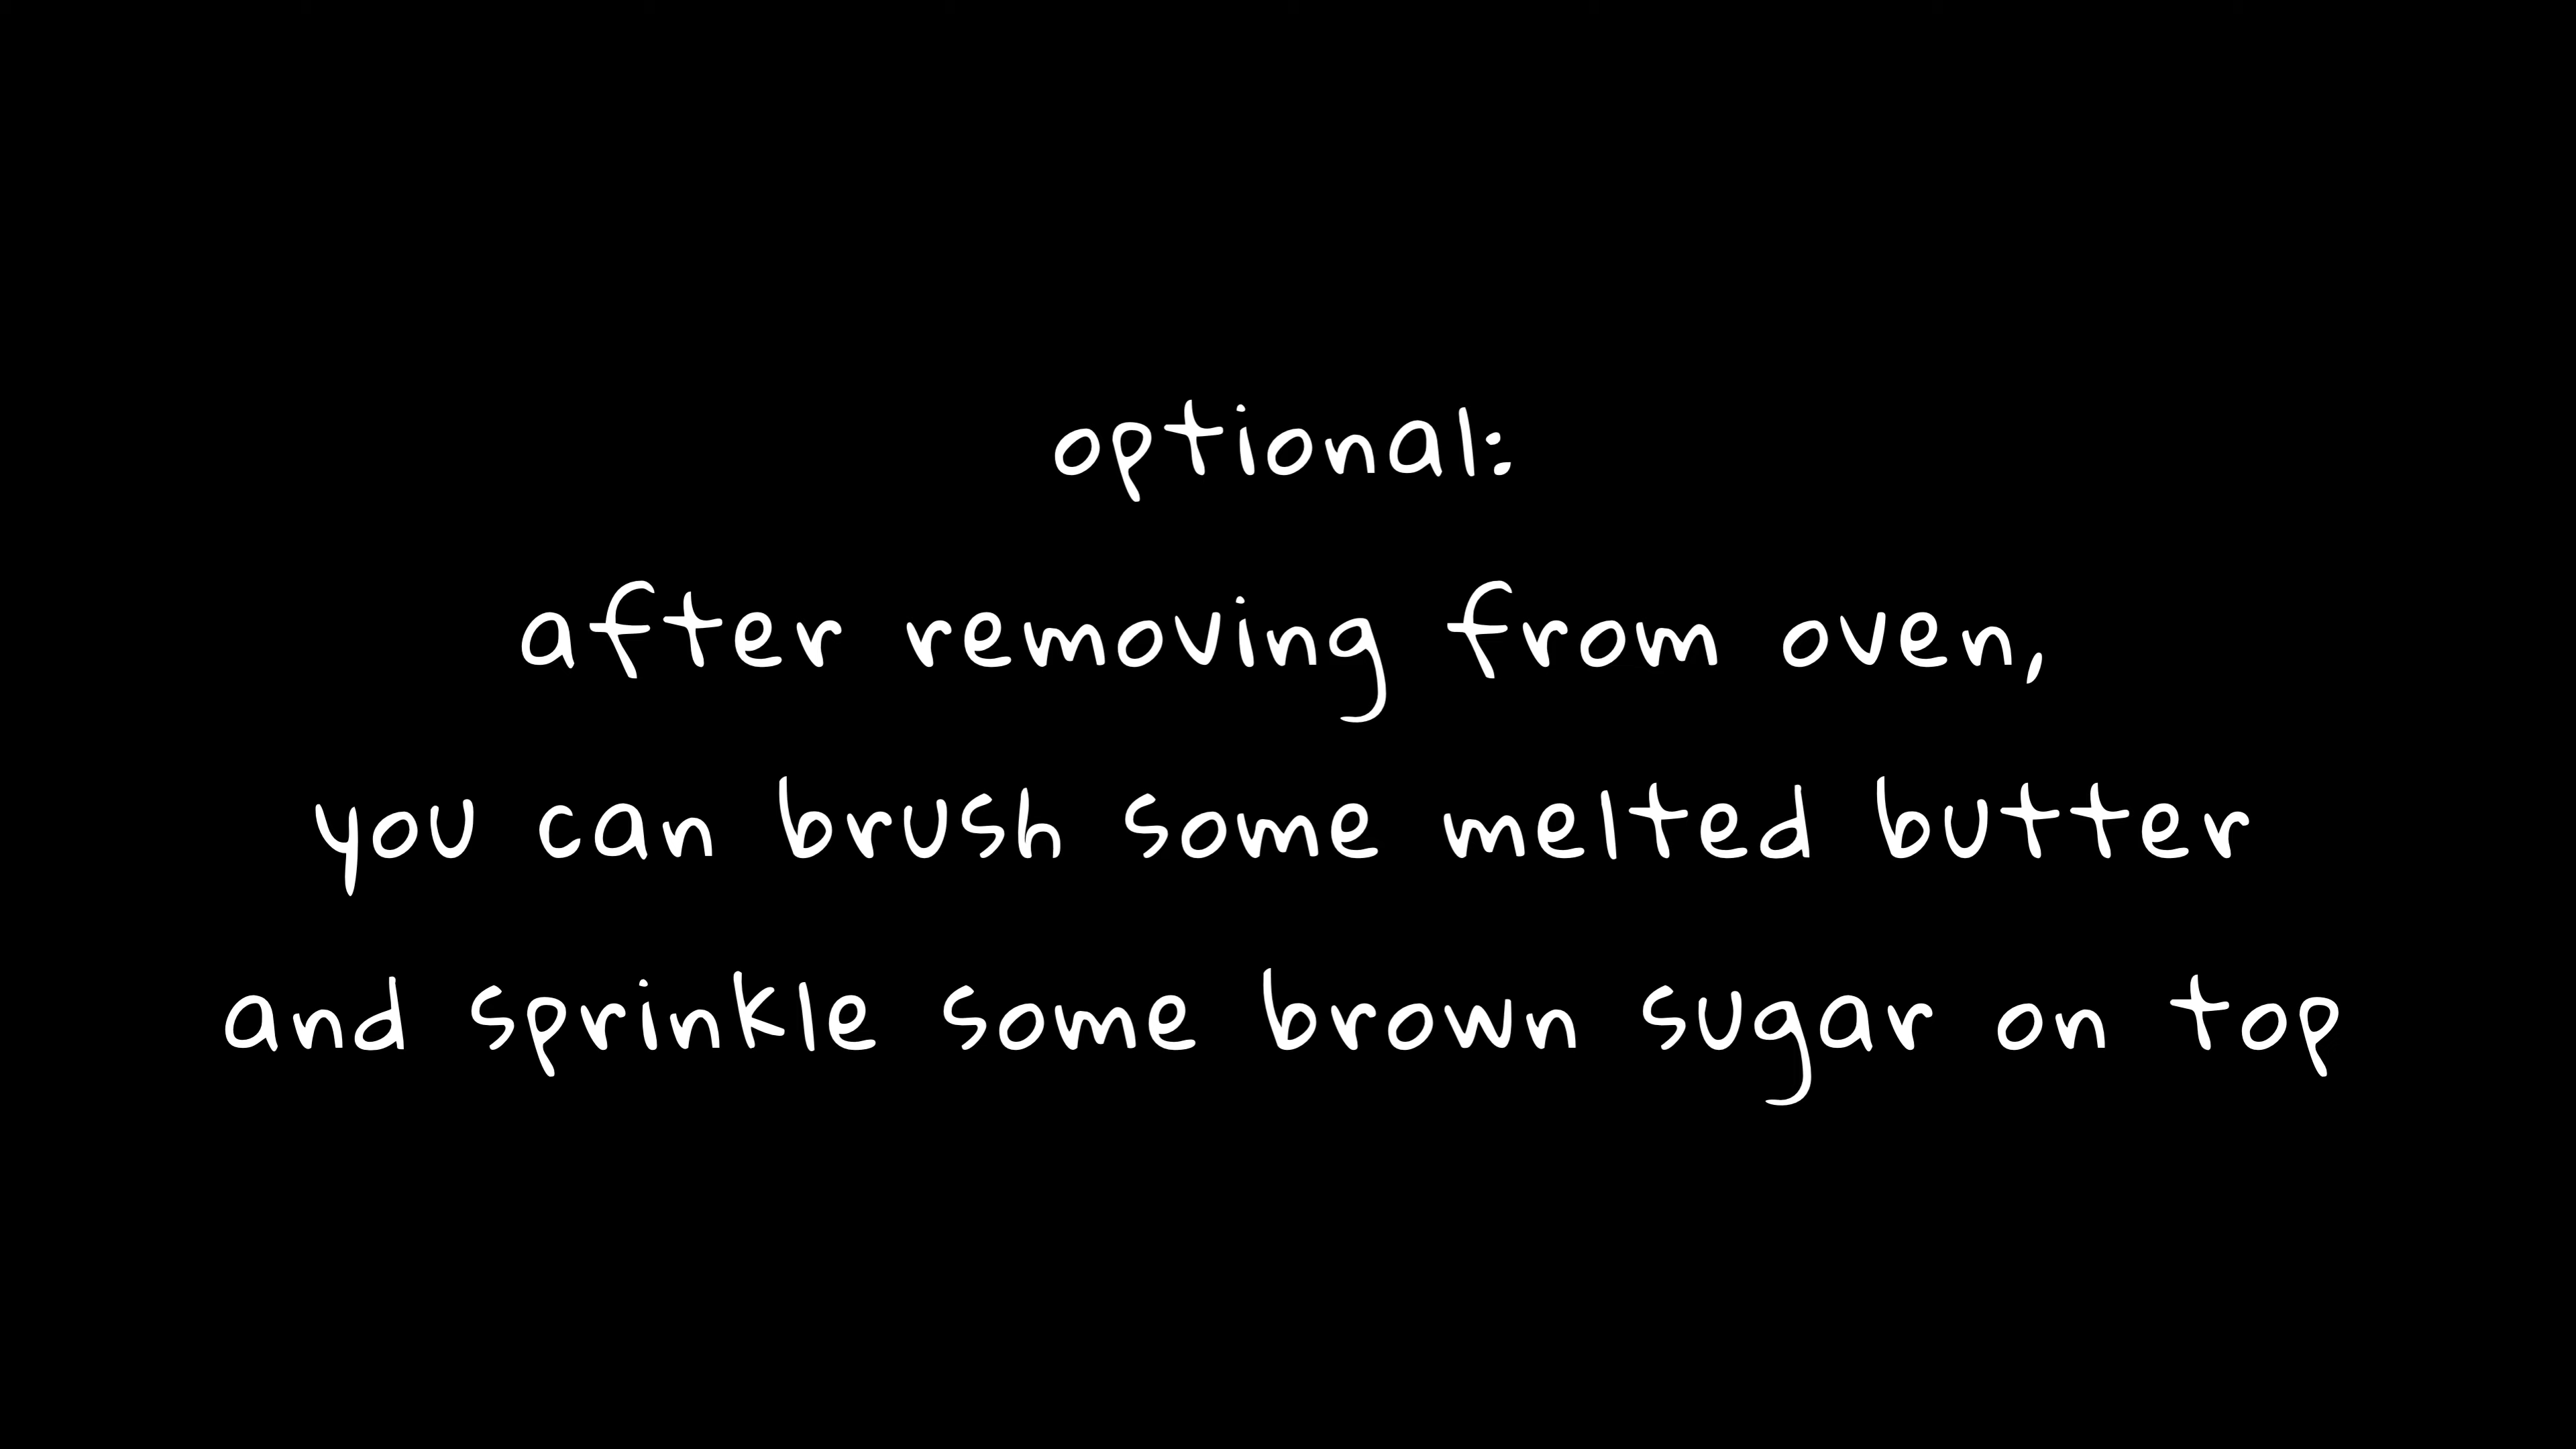 optional:
after removing from oven,
you can brush some melted butter
and sprinkle some brown sugar on top